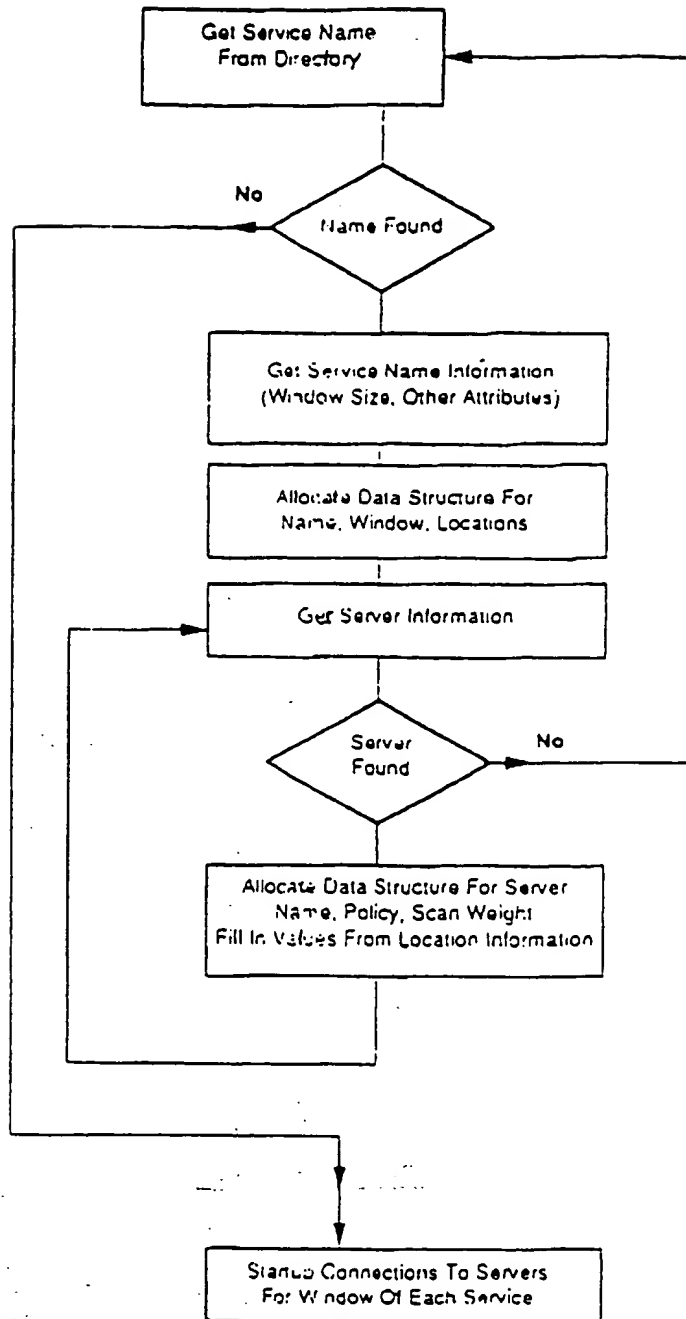 Get Service Name
From Directory
No
Name Found
Get Service Name Information
(Window Size, Other Attributes)
Allocate Data Structure For
Name, Window, Locations
Get Server Information
Server
Found
No
Allocate Data Structure For Server
Name, Policy, Scan Weight
Fill In Values From Location Information
Startup Connections To Servers
For Window Of Each Service